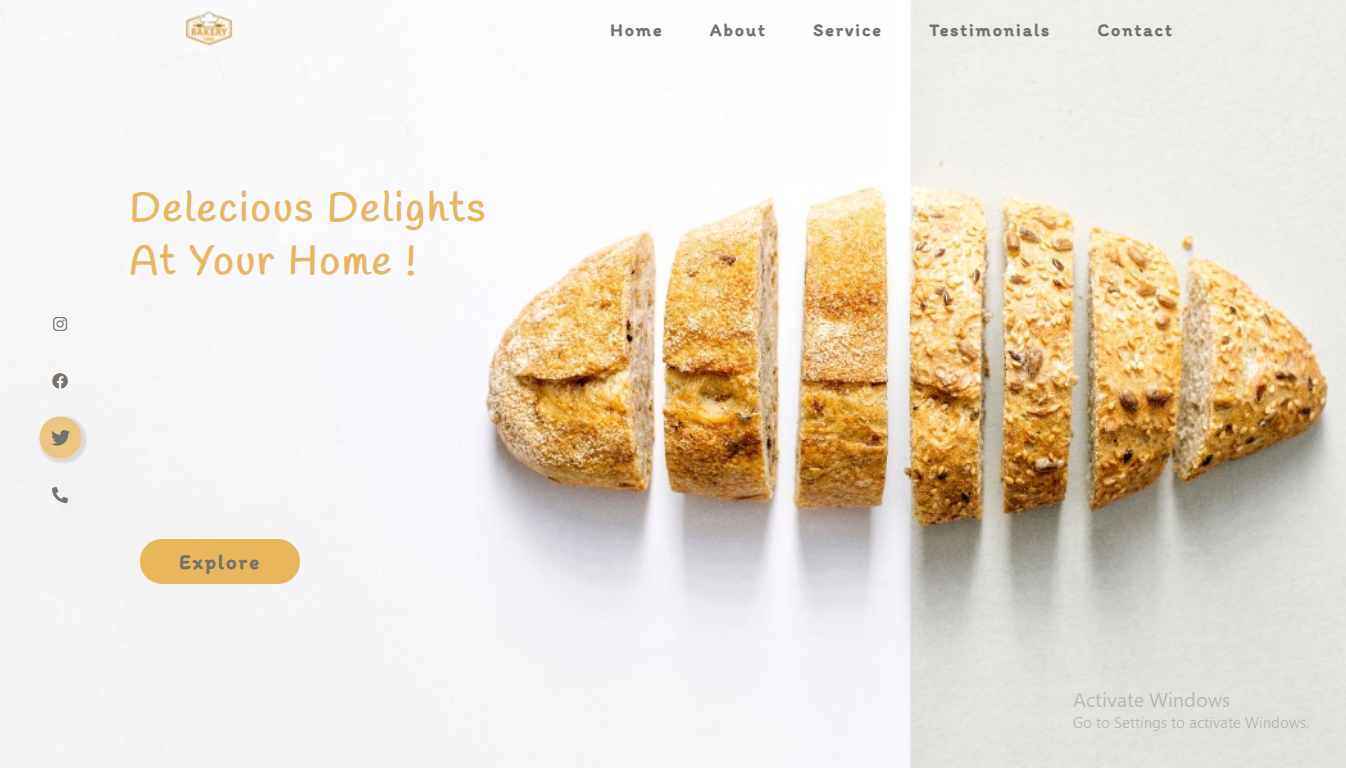 BAKERY
Home About Service Testimonials Contact
Delecious Delights
At Your Home !
Explore
Activate Windows
Go to Settings to activate Windows.